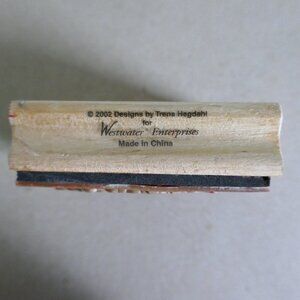 © 2002 Designs by Trena Hegdahl
for
Westwater Enterprises
Made in China